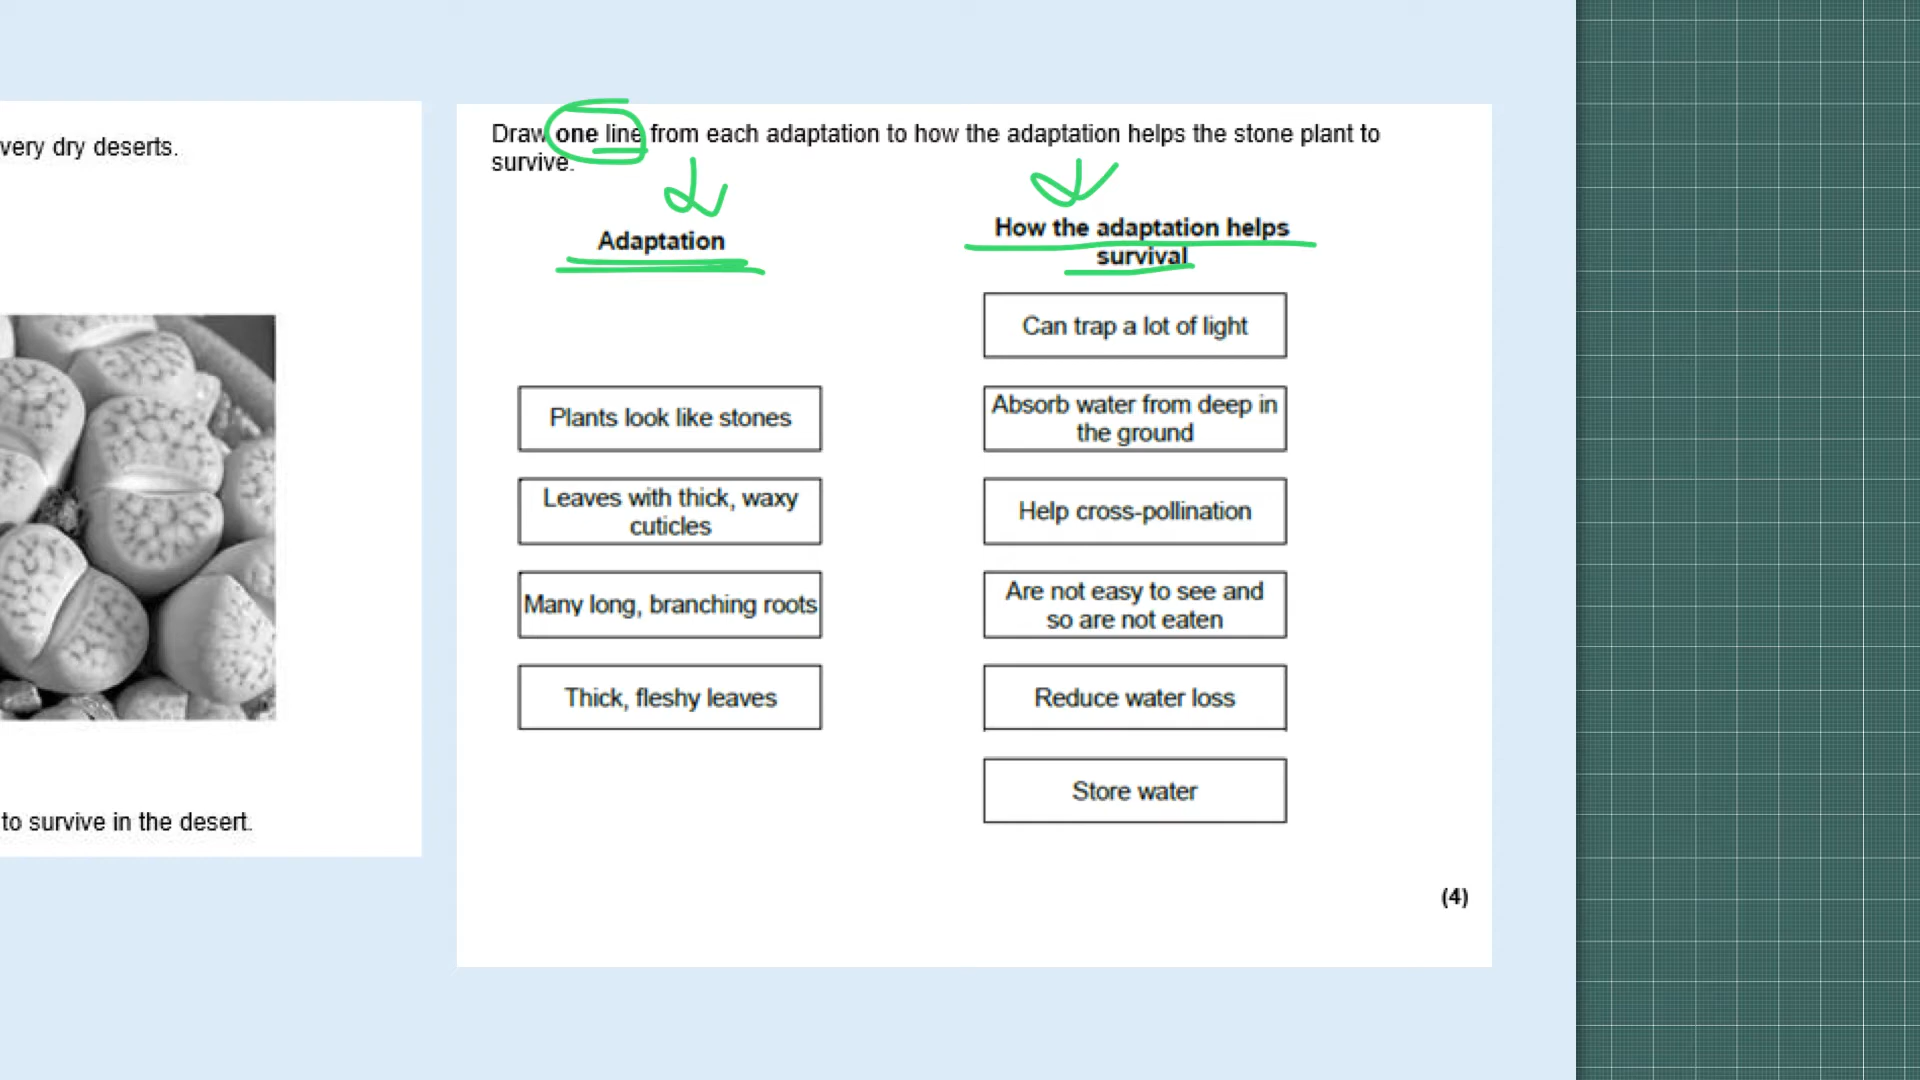 very dry deserts.
to survive in the desert.
Draw one line from each adaptation to how the adaptation helps the stone plant to
survive.
Adaptation
How the adaptation helps
survival
Can trap a lot of light
Plants look like stones
Absorb water from deep in
the ground
Leaves with thick, waxy
cuticles
Help cross-pollination
Many long, branching roots
Are not easy to see and
so are not eaten
Thick, fleshy leaves
Reduce water loss
Store water
(4)